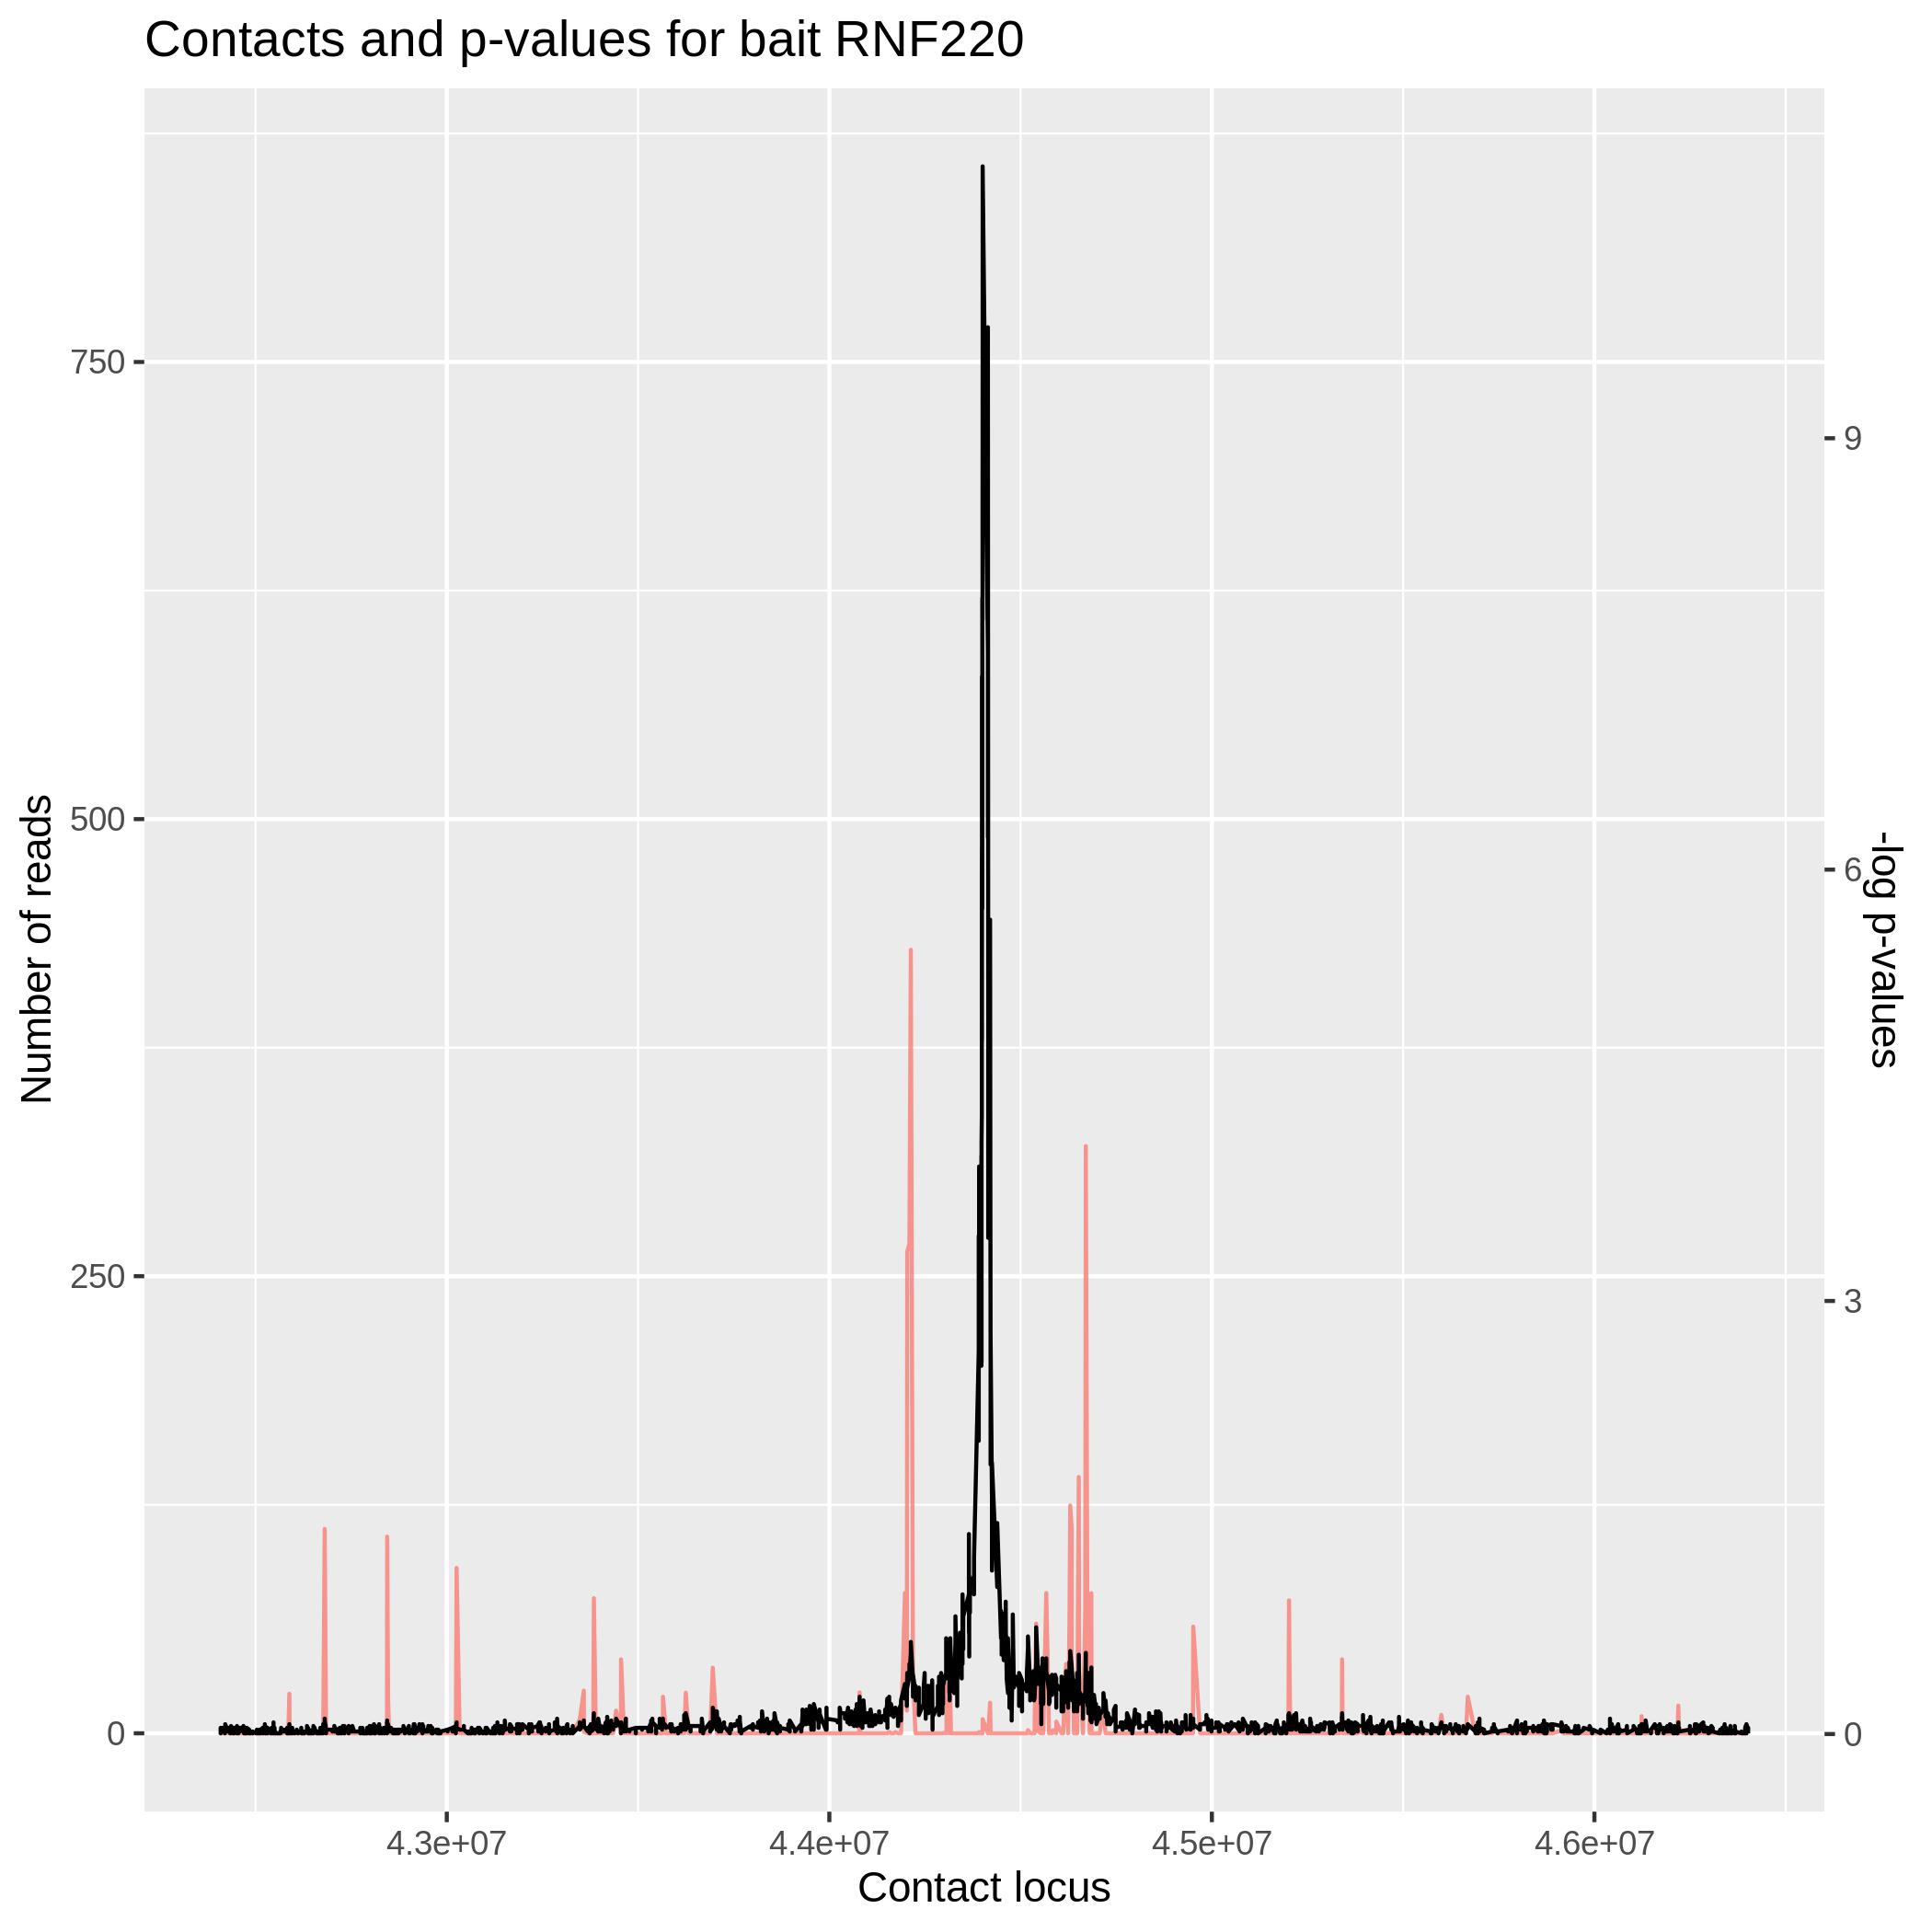 Contacts and p-values for bait RNF220
750
500
250
0
9
6
3
0
Number of reads
-log p-values
4.3e+07 4.4e+07 4.5e+07 4.6e+07
Contact locus